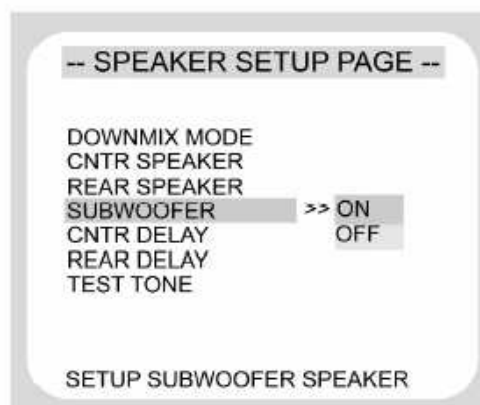 -- SPEAKER SETUP PAGE --
DOWNMIX MODE
CNTR SPEAKER
REAR SPEAKER
SUBWOOFER >> ON
CNTR DELAY OFF
REAR DELAY
TEST TONE
SETUP SUBWOOFER SPEAKER